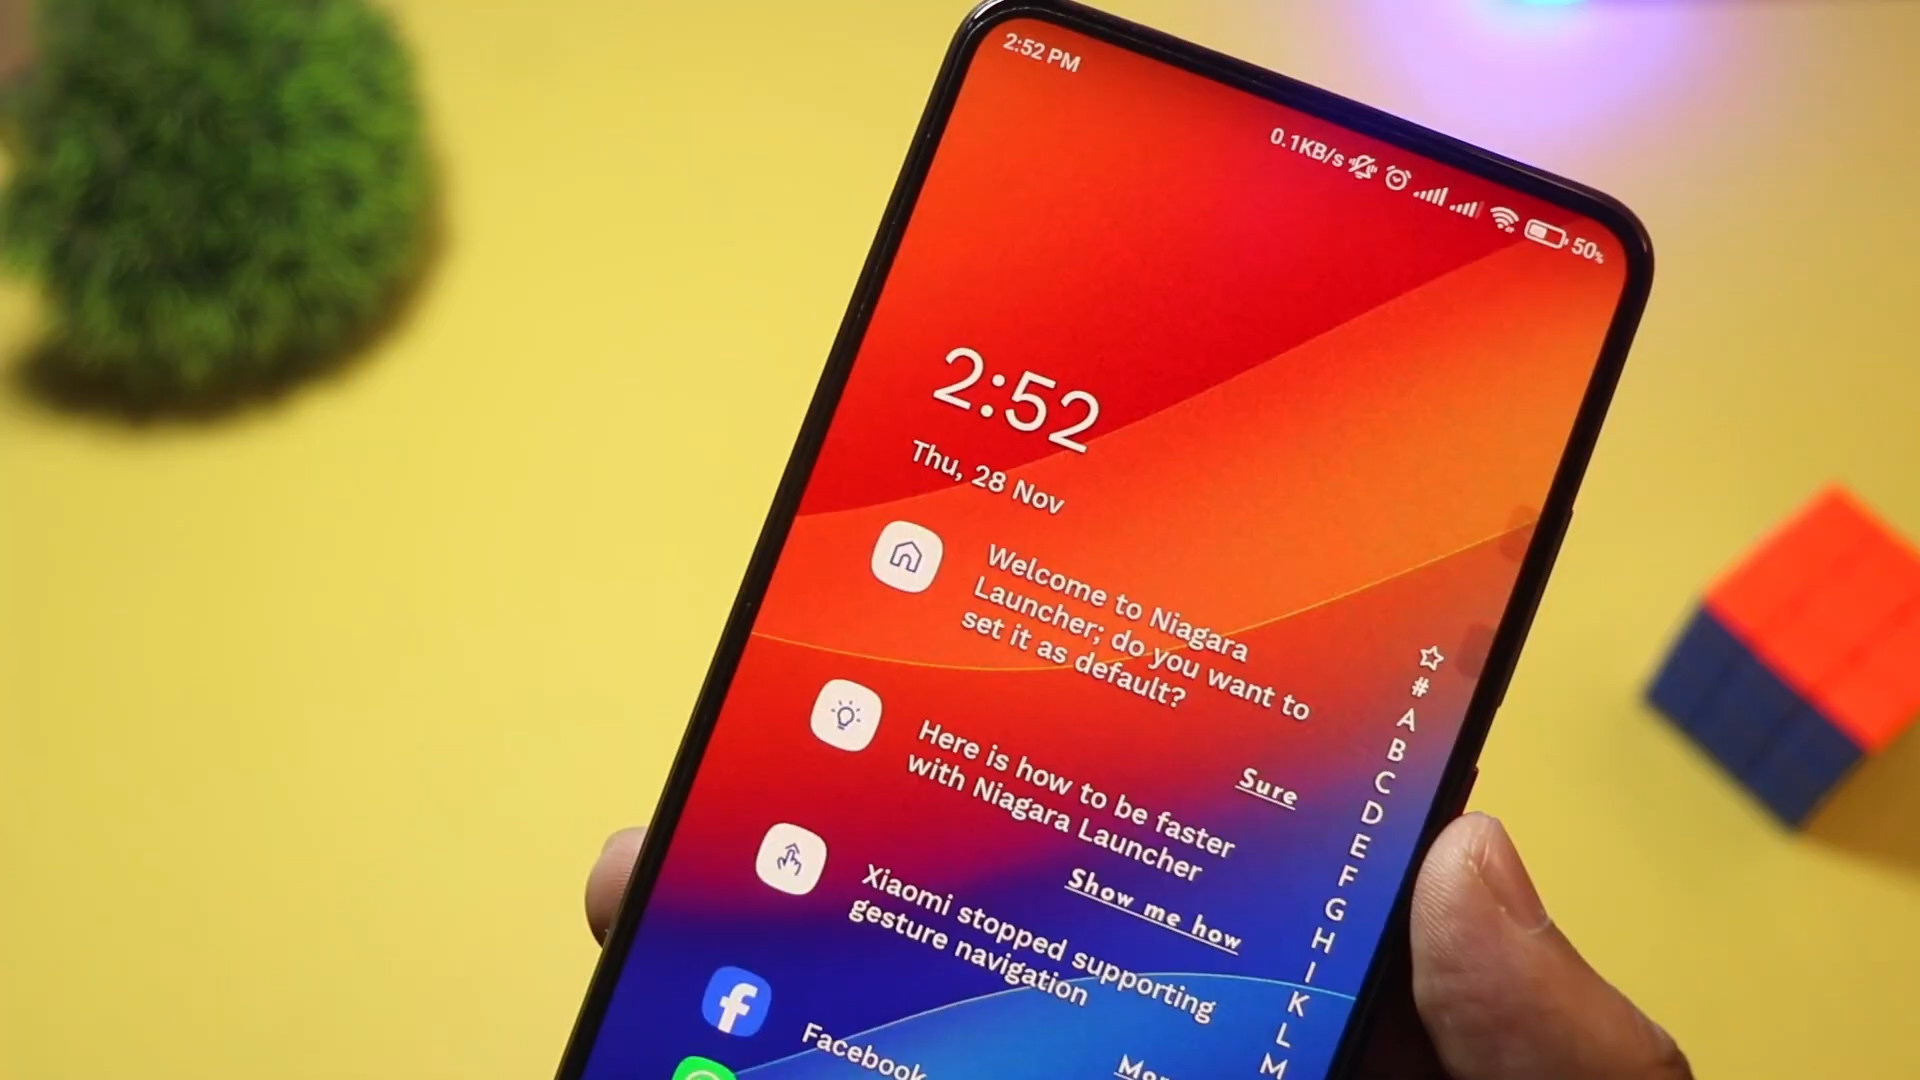 2:52 PM
0.1KB/s
50%
2:52
Thu, 28 Nov
Welcome to Niagara
Launcher; do you want to
set it as default?
Sure
Here is how to be faster
with Niagara Launcher
Show me how
Xiaomi stopped supporting
gesture navigation
Facebook
#
A
B
C
D
E
F
G
H
I
K
L
M